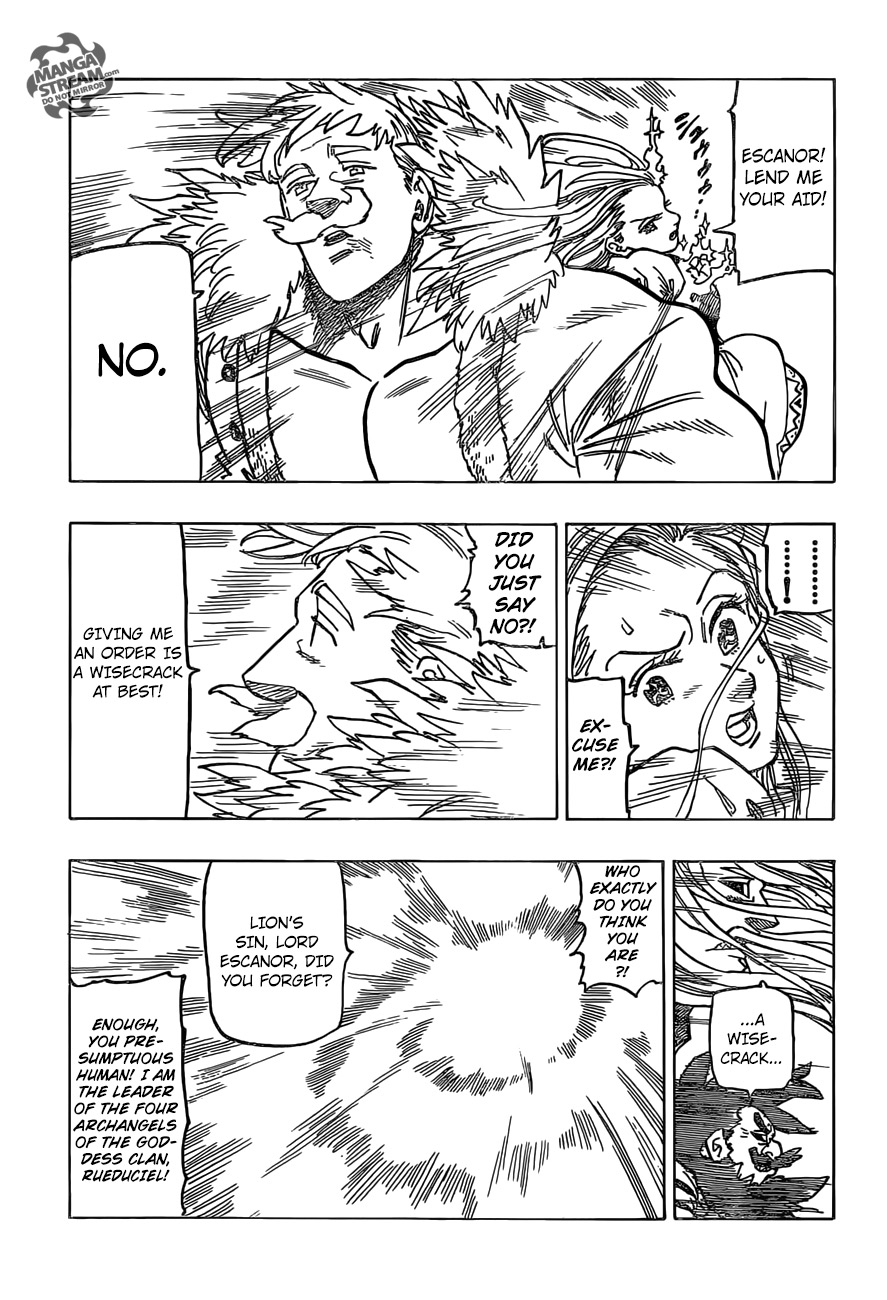 MANGA
STREAM.com
DO NOT MIRROR
ESCANOR!
LEND ME
YOUR AID!
NO.
.........!
EX-
CUSE
ME?!
DID
YOU
JUST
SAY
NO?!
GIVING ME
AN ORDER IS
A WISECRACK
AT BEST!
...A
WISE-
CRACK...
WHO
EXACTLY
DO YOU
THINK
YOU
ARE
?!
LION'S
SIN, LORD
ESCANOR, DID
YOU FORGET?
ENOUGH,
YOU PRE-
SUMPTUOUS
HUMAN! I AM
THE LEADER
OF THE FOUR
ARCHANGELS
OF THE GOD-
DESS CLAN,
RUEDUCIEL!